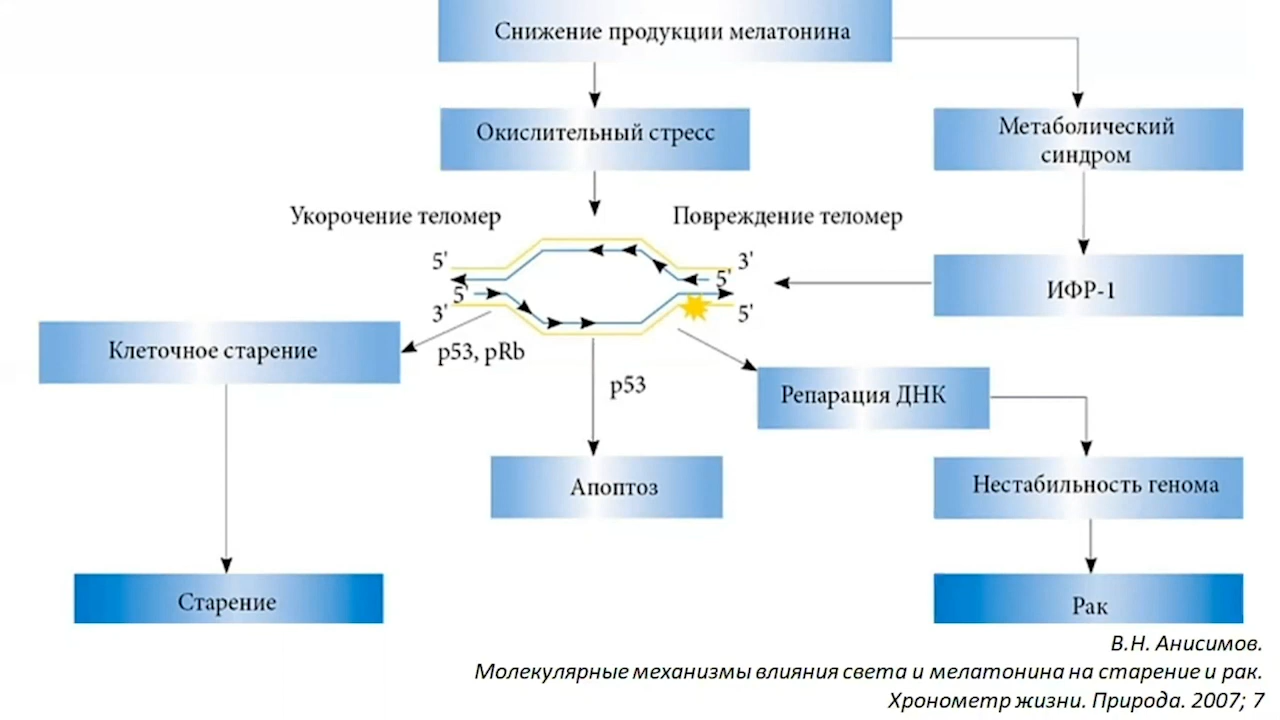 Снижение продукции мелатонина
Окислительный стресс
Метаболический
синдром
Укорочение теломер
Повреждение теломер
5'
3'
5'
5'
3'
5'
ИФР-1
Клеточное старение
p53, pRb
p53
Репарация ДНК
Апоптоз
Нестабильность генома
Старение
Рак
В.Н. Анисимов.
Молекулярные механизмы влияния света и мелатонина на старение и рак.
Хронометр жизни. Природа. 2007; 7